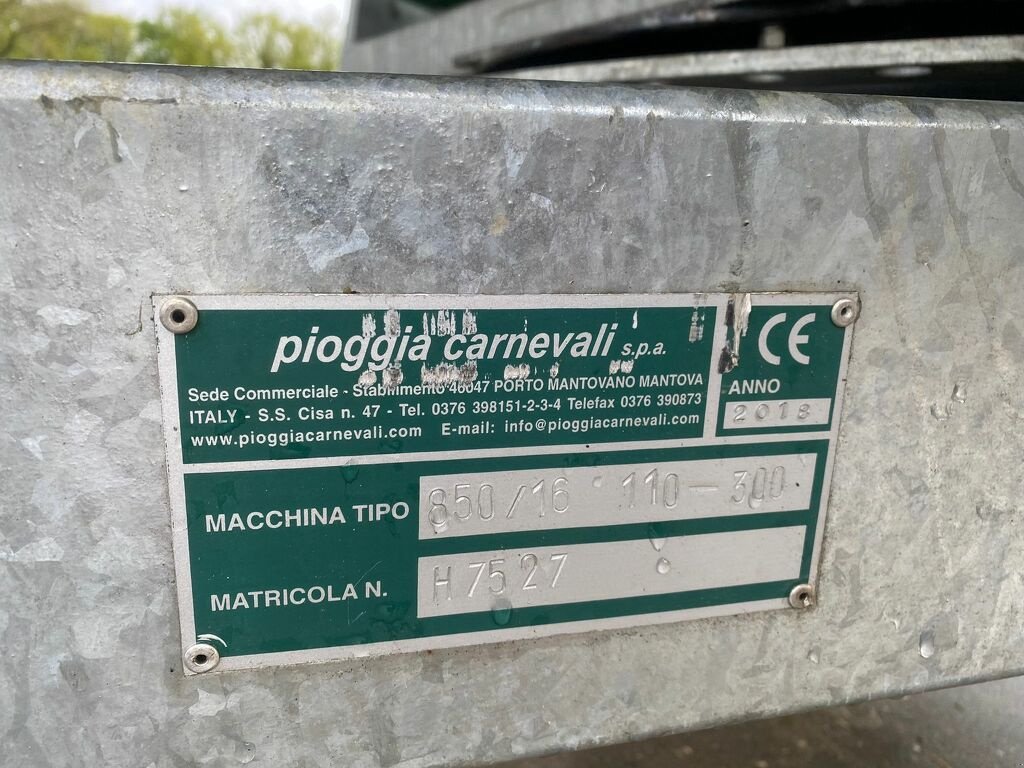 pioggia carnevali s.p.a.
Sede Commerciale - Stabilimento 46047 PORTO MANTOVANO MANTOVA
ITALY - S.S. Cisa n. 47 - Tel. 0376 398151-2-3-4 Telefax 0376 390873
www.pioggiacarnevali.com E-mail: info@pioggiacarnevali.com
CE
ANNO
2018
MACCHINA TIPO 850/16 110-300
MATRICOLA N. H7527